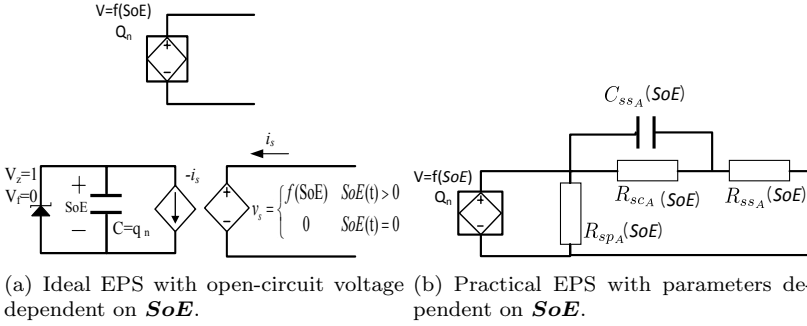 V=f(SoE)
Qn
is
Vz=1
Vf=0
+
SoE
−
C=qn
-is
+
−
vs = { f(SoE) SoE(t) > 0
0 SoE(t) = 0
CssA(SoE)
V=f(SoE)
Qn
+
−
RscA(SoE)
RssA(SoE)
RspA(SoE)
(a) Ideal EPS with open-circuit voltage
dependent on SoE.
(b) Practical EPS with parameters de-
pendent on SoE.